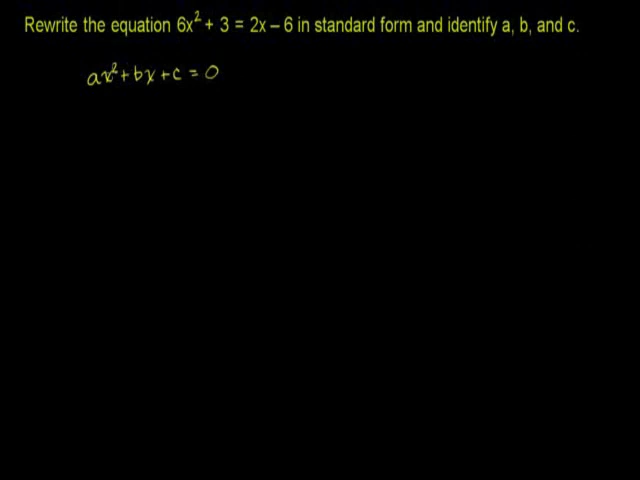 Rewrite the equation 6x² + 3 = 2x – 6 in standard form and identify a, b, and c.
ax² + bx + c = 0